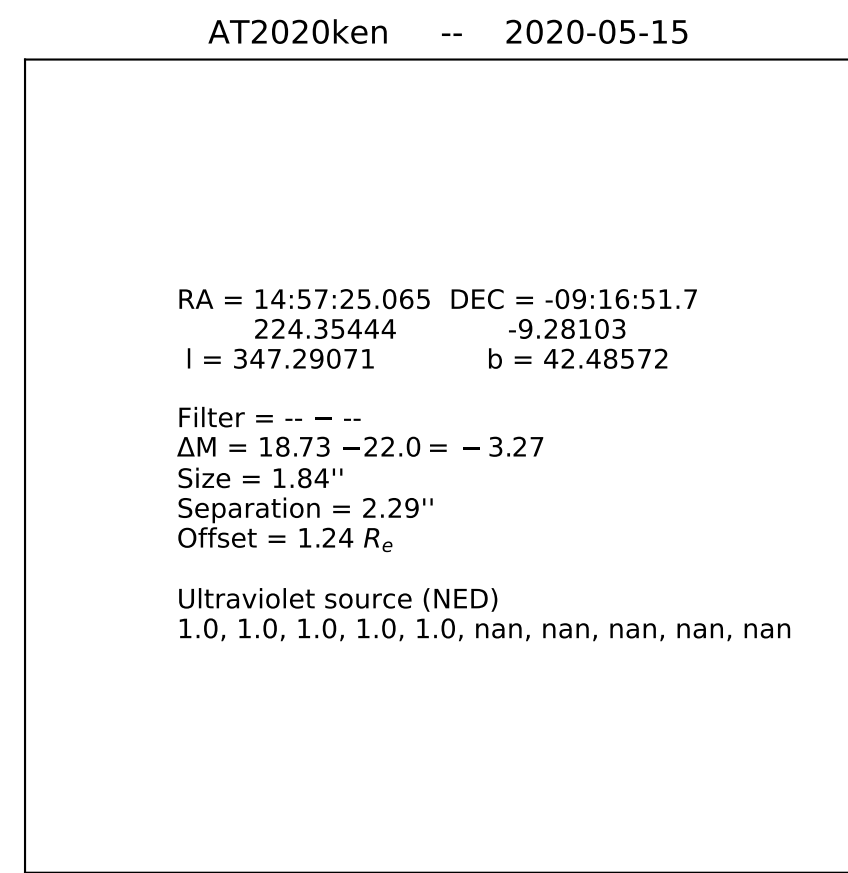 AT2020ken -- 2020-05-15
RA = 14:57:25.065 DEC = -09:16:51.7
224.35444 -9.28103
l = 347.29071 b = 42.48572
Filter = -- − --
ΔM = 18.73 −22.0 = −3.27
Size = 1.84''
Separation = 2.29''
Offset = 1.24 Rₑ
Ultraviolet source (NED)
1.0, 1.0, 1.0, 1.0, 1.0, nan, nan, nan, nan, nan